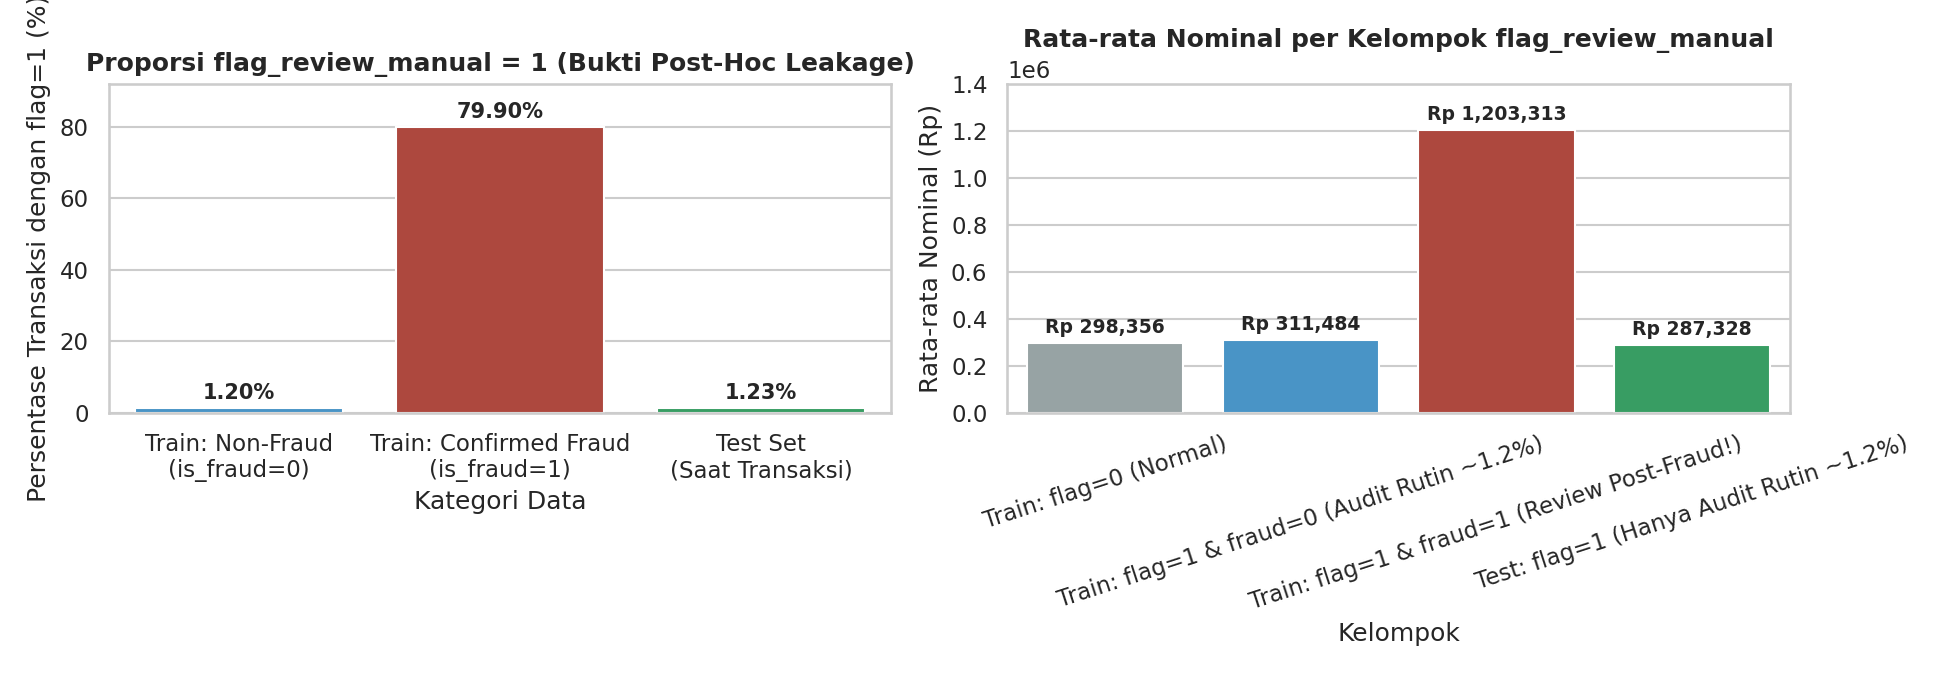 Proporsi flag_review_manual = 1 (Bukti Post-Hoc Leakage)
Persentase Transaksi dengan flag=1 (%)
80
60
40
20
0
1.20%
79.90%
1.23%
Train: Non-Fraud
(is_fraud=0)
Train: Confirmed Fraud
(is_fraud=1)
Test Set
(Saat Transaksi)
Kategori Data
Rata-rata Nominal per Kelompok flag_review_manual
1e6
Rata-rata Nominal (Rp)
1.4
1.2
1.0
0.8
0.6
0.4
0.2
0.0
Rp 298,356
Rp 311,484
Rp 1,203,313
Rp 287,328
Train: flag=0 (Normal)
Train: flag=1 & fraud=0 (Audit Rutin ~1.2%)
Train: flag=1 & fraud=1 (Review Post-Fraud!)
Test: flag=1 (Hanya Audit Rutin ~1.2%)
Kelompok